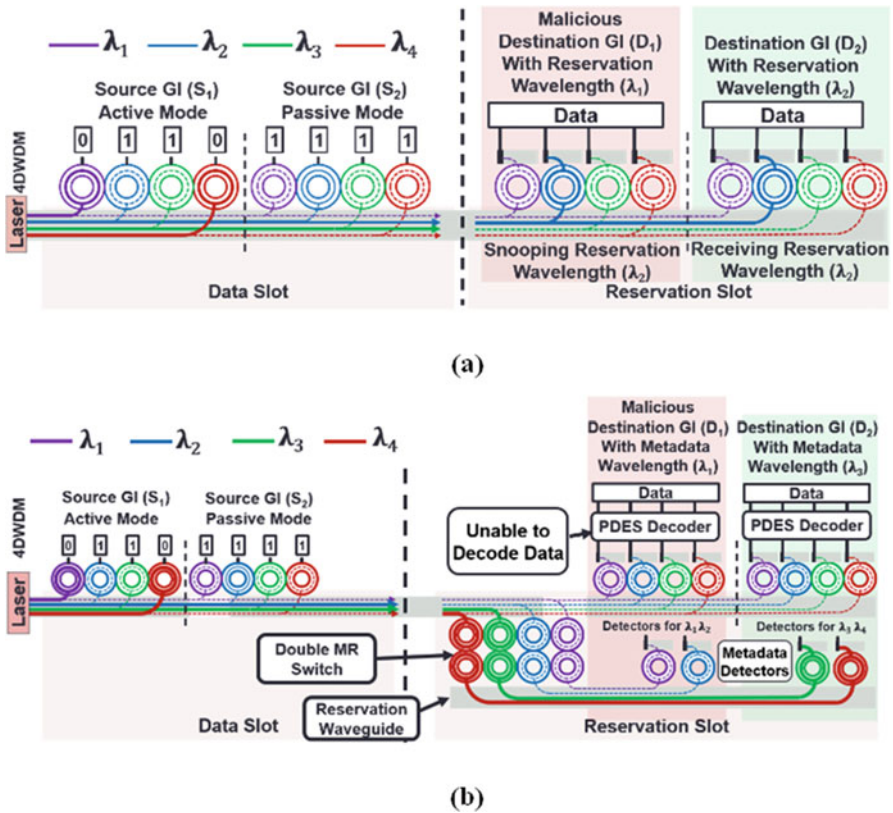 λ1 λ2 λ3 λ4
Source GI (S1)
Active Mode
Source GI (S2)
Passive Mode
0 1 1 0 1 1 1 1
4DWDM
Laser
Data Slot
Malicious
Destination GI (D1)
With Reservation
Wavelength (λ1)
Data
Destination GI (D2)
With Reservation
Wavelength (λ2)
Data
Snooping Reservation
Wavelength (λ2)
Receiving Reservation
Wavelength (λ2)
Reservation Slot
(a)
λ1 λ2 λ3 λ4
Source GI (S1)
Active Mode
Source GI (S2)
Passive Mode
0 1 1 0 1 1 1 1
4DWDM
Laser
Data Slot
Malicious
Destination GI (D1)
With Metadata
Wavelength (λ1)
Data
PDES Decoder
Destination GI (D2)
With Metadata
Wavelength (λ3)
Data
PDES Decoder
Unable to
Decode Data
Double MR
Switch
Reservation
Waveguide
Detectors for λ1 λ2
Metadata
Detectors
Detectors for λ3 λ4
Reservation Slot
(b)